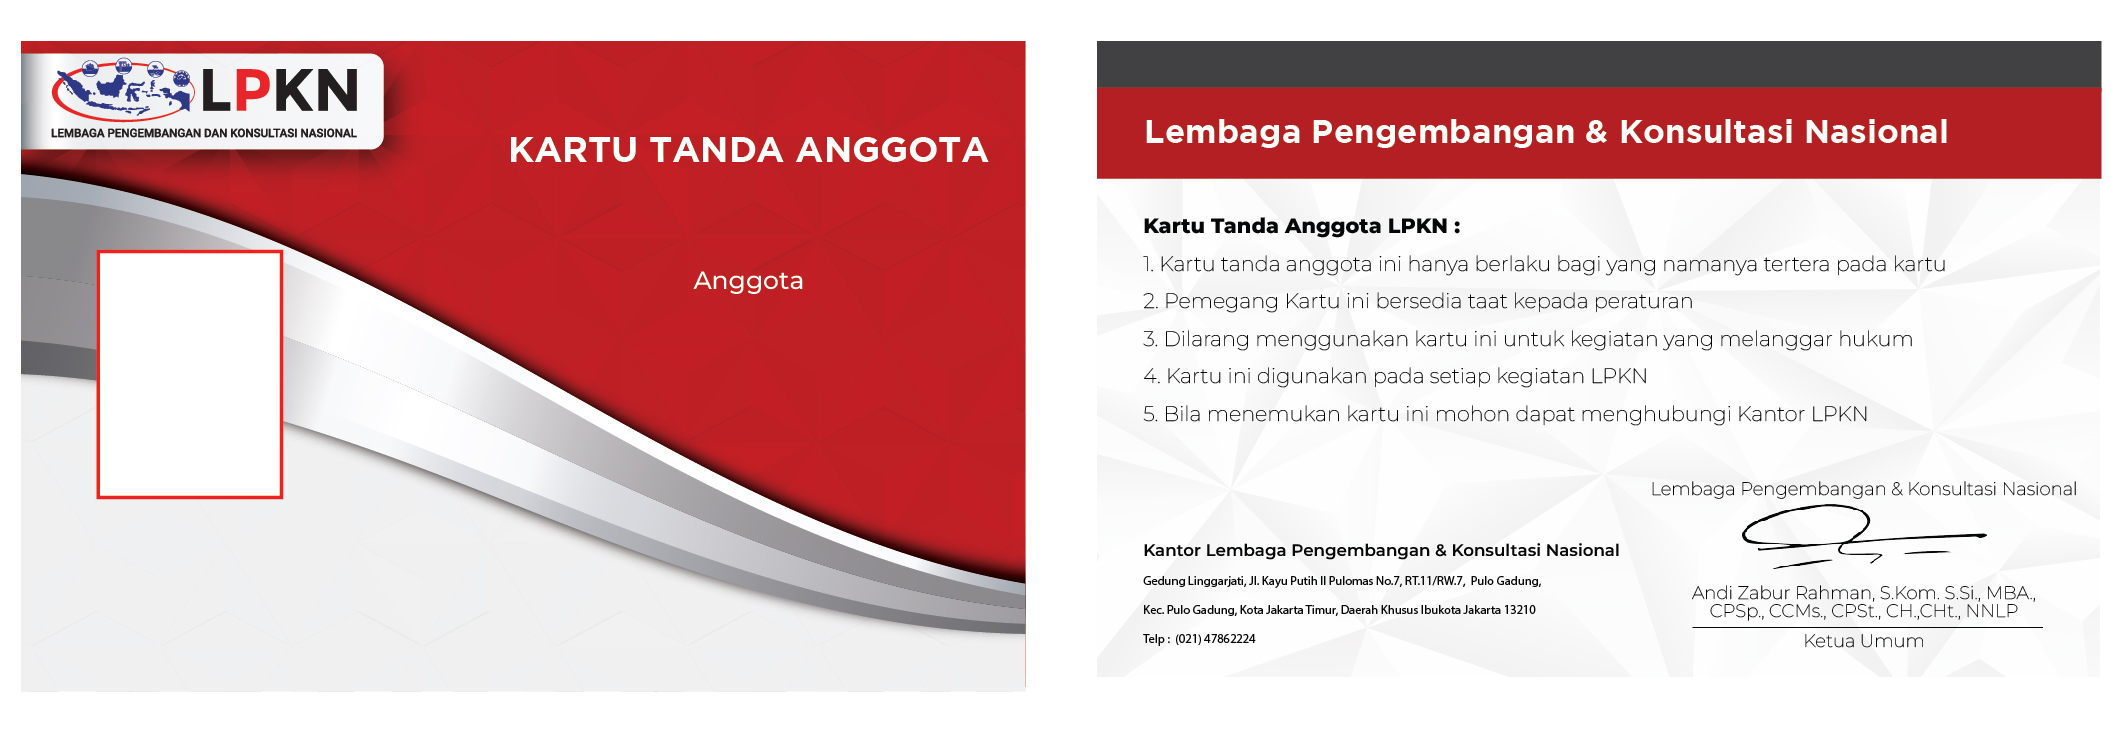 LPKN
LEMBAGA PENGEMBANGAN DAN KONSULTASI NASIONAL
KARTU TANDA ANGGOTA
Anggota
Lembaga Pengembangan & Konsultasi Nasional
Kartu Tanda Anggota LPKN :
1. Kartu tanda anggota ini hanya berlaku bagi yang namanya tertera pada kartu
2. Pemegang Kartu ini bersedia taat kepada peraturan
3. Dilarang menggunakan kartu ini untuk kegiatan yang melanggar hukum
4. Kartu ini digunakan pada setiap kegiatan LPKN
5. Bila menemukan kartu ini mohon dapat menghubungi Kantor LPKN
Kantor Lembaga Pengembangan & Konsultasi Nasional
Gedung Linggarjati, Jl. Kayu Putih II Pulomas No.7, RT.11/RW.7, Pulo Gadung,
Kec. Pulo Gadung, Kota Jakarta Timur, Daerah Khusus Ibukota Jakarta 13210
Telp : (021) 47862224
Lembaga Pengembangan & Konsultasi Nasional
Andi Zabur Rahman, S.Kom. S.Si., MBA.,
CPSp., CCMs., CPSt., CH.,CHt., NNLP
Ketua Umum